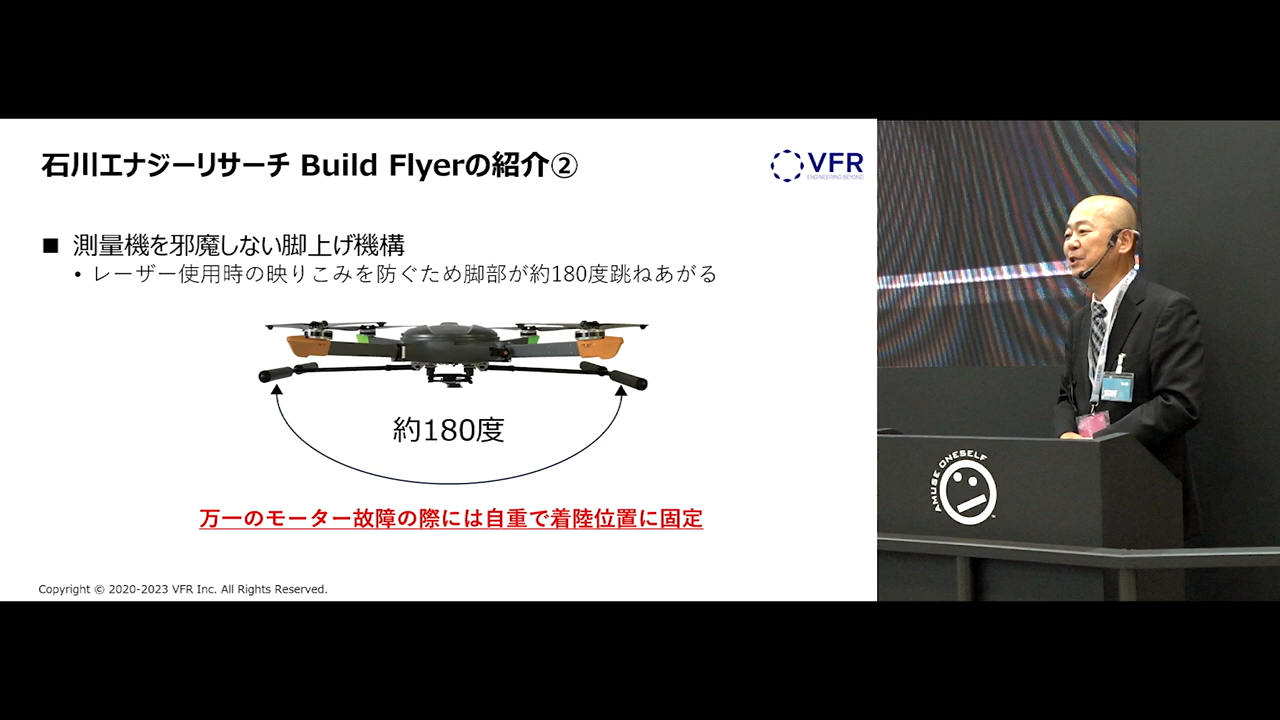 石川エナジーリサーチ Build Flyerの紹介②
VFR
ENGINEERING BEYOND
■ 測量機を邪魔しない脚上げ機構
• レーザー使用時の映りこみを防ぐため脚部が約180度跳ねあがる
約180度
万一のモーター故障の際には自重で着陸位置に固定
Copyright © 2020-2023 VFR Inc. All Rights Reserved.
AMUSE ONESELF